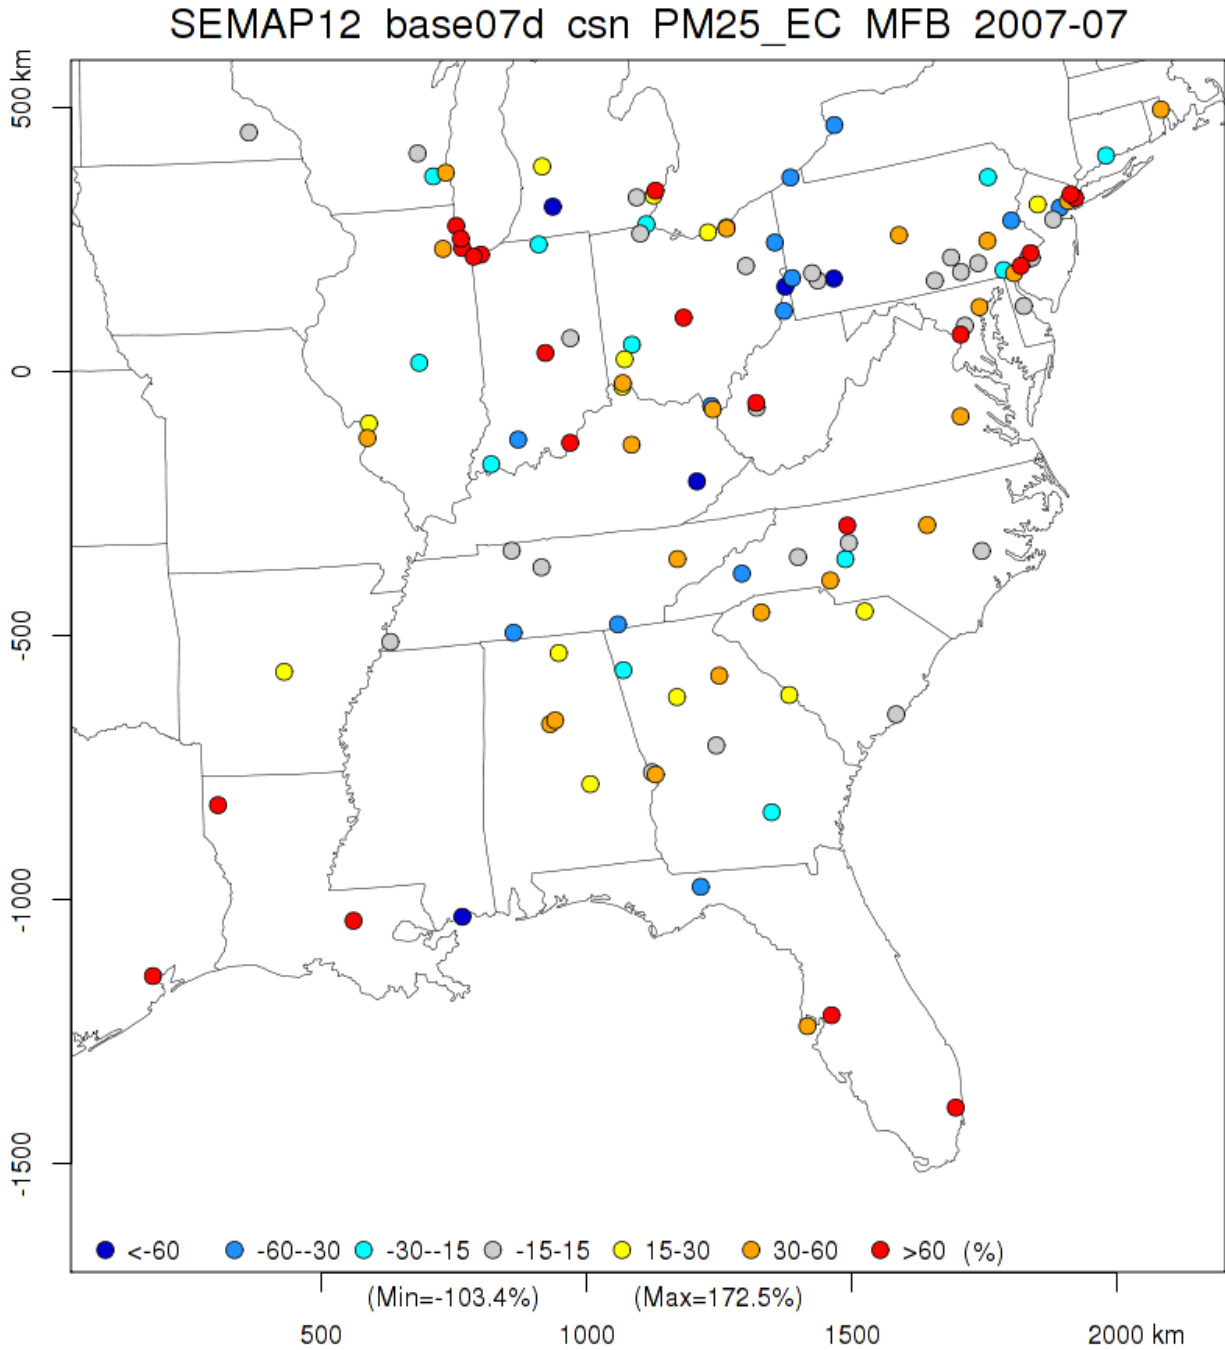 SEMAP12 base07d csn PM25_EC MFB 2007-07
500 km
0
-500
-1000
-1500
<-60 -60--30 -30--15 -15-15 15-30 30-60 >60 (%)
(Min=-103.4%) (Max=172.5%)
500 1000 1500 2000 km